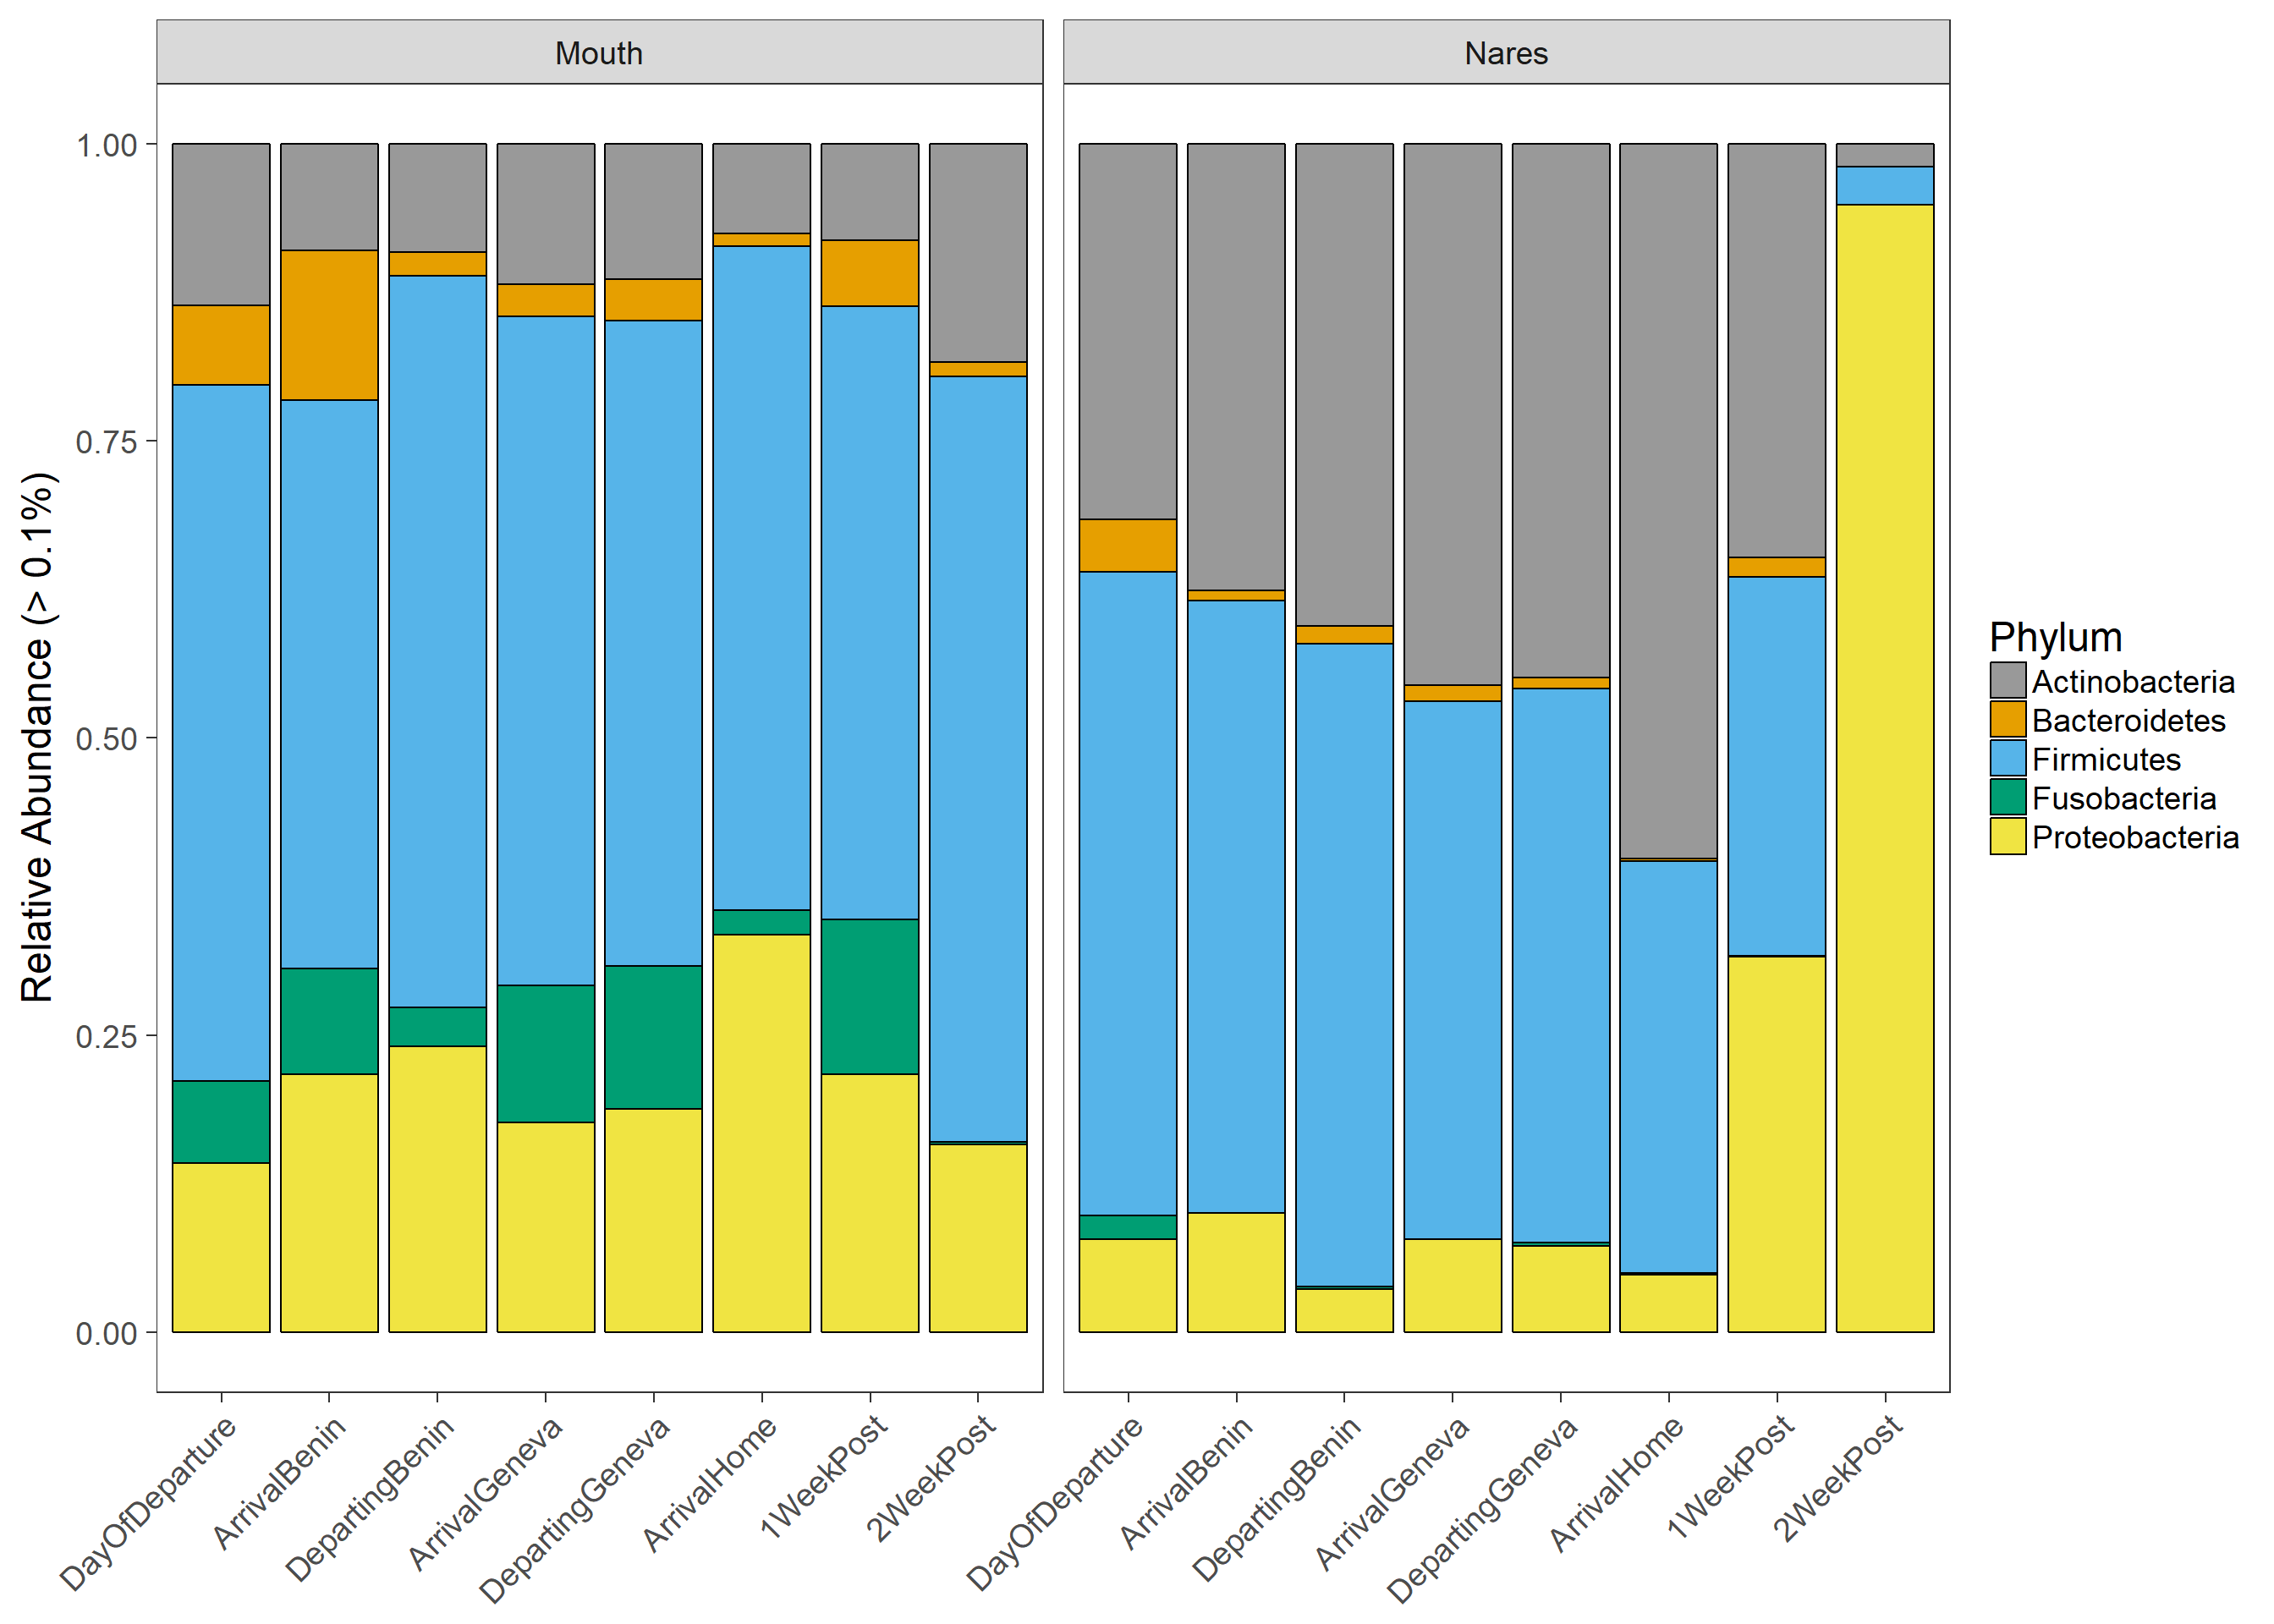 Mouth
Nares
Relative Abundance (> 0.1%)
1.00
0.75
0.50
0.25
0.00
DayOfDeparture
ArrivalBenin
DepartingBenin
ArrivalGeneva
DepartingGeneva
ArrivalHome
1WeekPost
2WeekPost
DayOfDeparture
ArrivalBenin
DepartingBenin
ArrivalGeneva
DepartingGeneva
ArrivalHome
1WeekPost
2WeekPost
Phylum
Actinobacteria
Bacteroidetes
Firmicutes
Fusobacteria
Proteobacteria